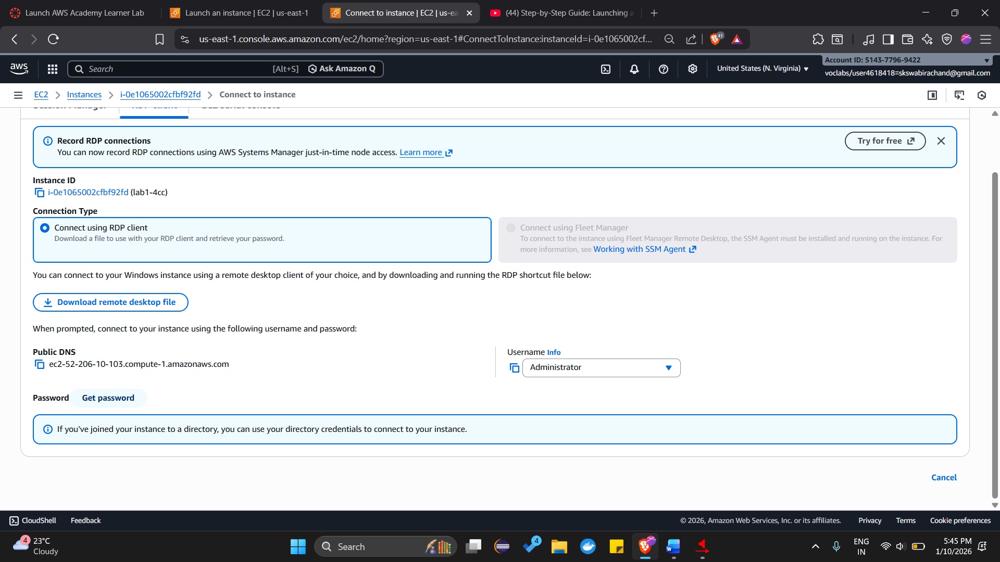 Launch AWS Academy Learner Lab
Launch an instance | EC2 | us-east-1
Connect to instance | EC2 | us-ea
(44) Step-by-Step Guide: Launching a
us-east-1.console.aws.amazon.com/ec2/home?region=us-east-1#ConnectToInstance:instanceId=i-0e1065002cf...
41
aws
Search
[Alt+S]
Ask Amazon Q
United States (N. Virginia)
Account ID: 5143-7796-9422
voclabs/user4618418=skswabirachand@gmail.com
EC2
Instances
i-0e1065002cfbf92fd
Connect to instance
Record RDP connections
You can now record RDP connections using AWS Systems Manager just-in-time node access. Learn more
Try for free
Instance ID
i-0e1065002cfbf92fd (lab1-4cc)
Connection Type
Connect using RDP client
Download a file to use with your RDP client and retrieve your password.
Connect using Fleet Manager
To connect to the instance using Fleet Manager Remote Desktop, the SSM Agent must be installed and running on the instance. For
more information, see Working with SSM Agent
You can connect to your Windows instance using a remote desktop client of your choice, and by downloading and running the RDP shortcut file below:
Download remote desktop file
When prompted, connect to your instance using the following username and password:
Public DNS
ec2-52-206-10-103.compute-1.amazonaws.com
Username Info
Administrator
Password
Get password
If you've joined your instance to a directory, you can use your directory credentials to connect to your instance.
Cancel
CloudShell
Feedback
© 2026, Amazon Web Services, Inc. or its affiliates.
Privacy
Terms
Cookie preferences
4
23°C
Cloudy
Search
4
ENG
IN
5:45 PM
1/10/2026